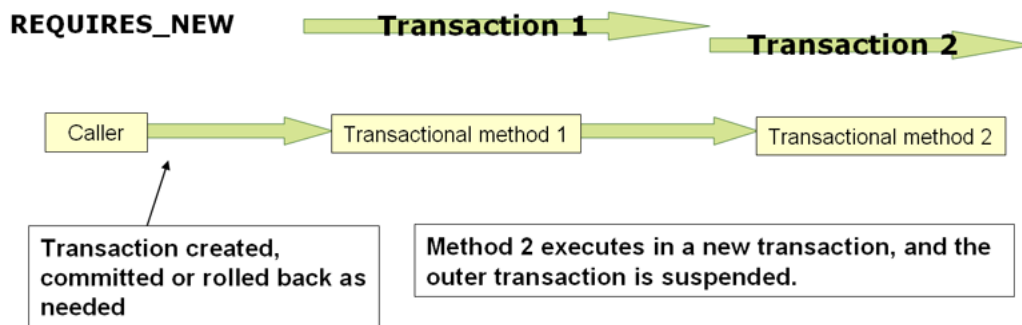 REQUIRES_NEW
Transaction 1
Transaction 2
Caller
Transactional method 1
Transactional method 2
Transaction created,
committed or rolled back as
needed
Method 2 executes in a new transaction, and the
outer transaction is suspended.